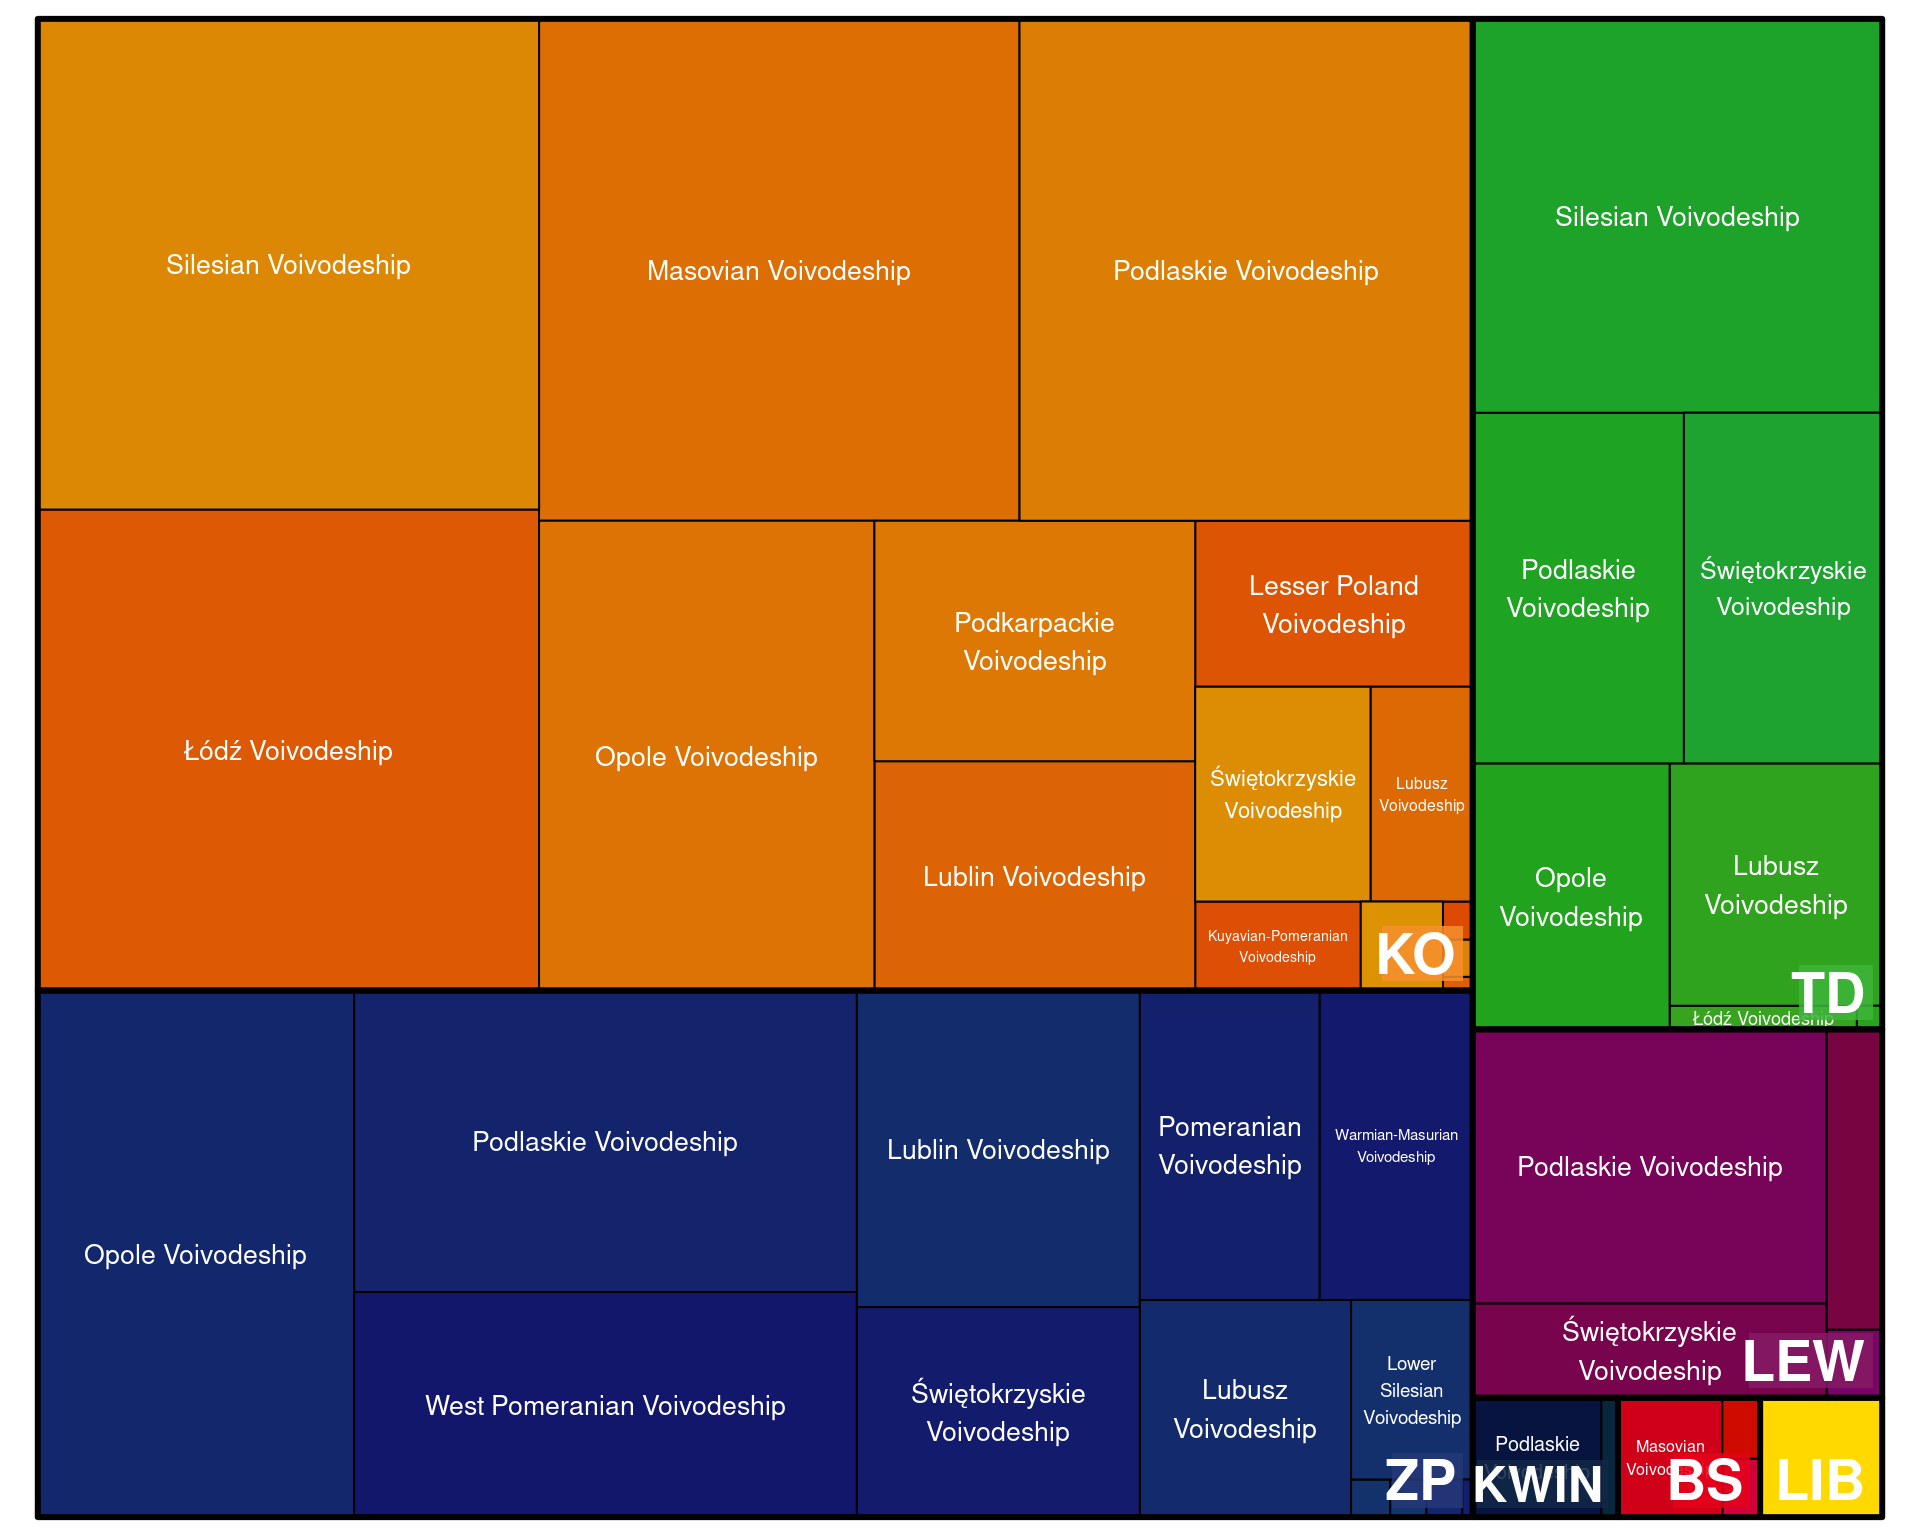 Silesian Voivodeship
Masovian Voivodeship
Podlaskie Voivodeship
Łódź Voivodeship
Opole Voivodeship
Podkarpackie
Voivodeship
Lublin Voivodeship
Lesser Poland
Voivodeship
Świętokrzyskie
Voivodeship
Lubusz
Voivodeship
Kuyavian-Pomeranian
Voivodeship
KO
Silesian Voivodeship
Podlaskie
Voivodeship
Świętokrzyskie
Voivodeship
Opole
Voivodeship
Lubusz
Voivodeship
Łódź Voivodeship
TD
Opole Voivodeship
Podlaskie Voivodeship
West Pomeranian Voivodeship
Lublin Voivodeship
Świętokrzyskie
Voivodeship
Pomeranian
Voivodeship
Warmian-Masurian
Voivodeship
Lubusz
Voivodeship
Lower
Silesian
Voivodeship
ZP
Podlaskie Voivodeship
Świętokrzyskie
Voivodeship
LEW
Podlaskie
KWIN
Masovian
BS
LIB